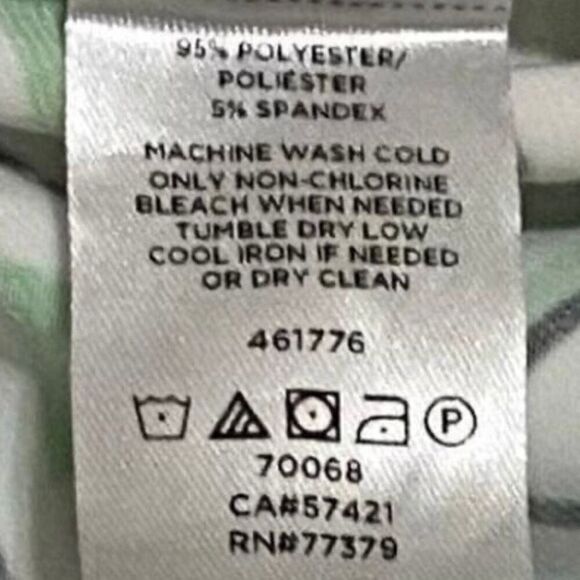 95% POLYESTER/
POLIÉSTER
5% SPANDEX
MACHINE WASH COLD
ONLY NON-CHLORINE
BLEACH WHEN NEEDED
TUMBLE DRY LOW
COOL IRON IF NEEDED
OR DRY CLEAN
461776
P
70068
CA#57421
RN#77379